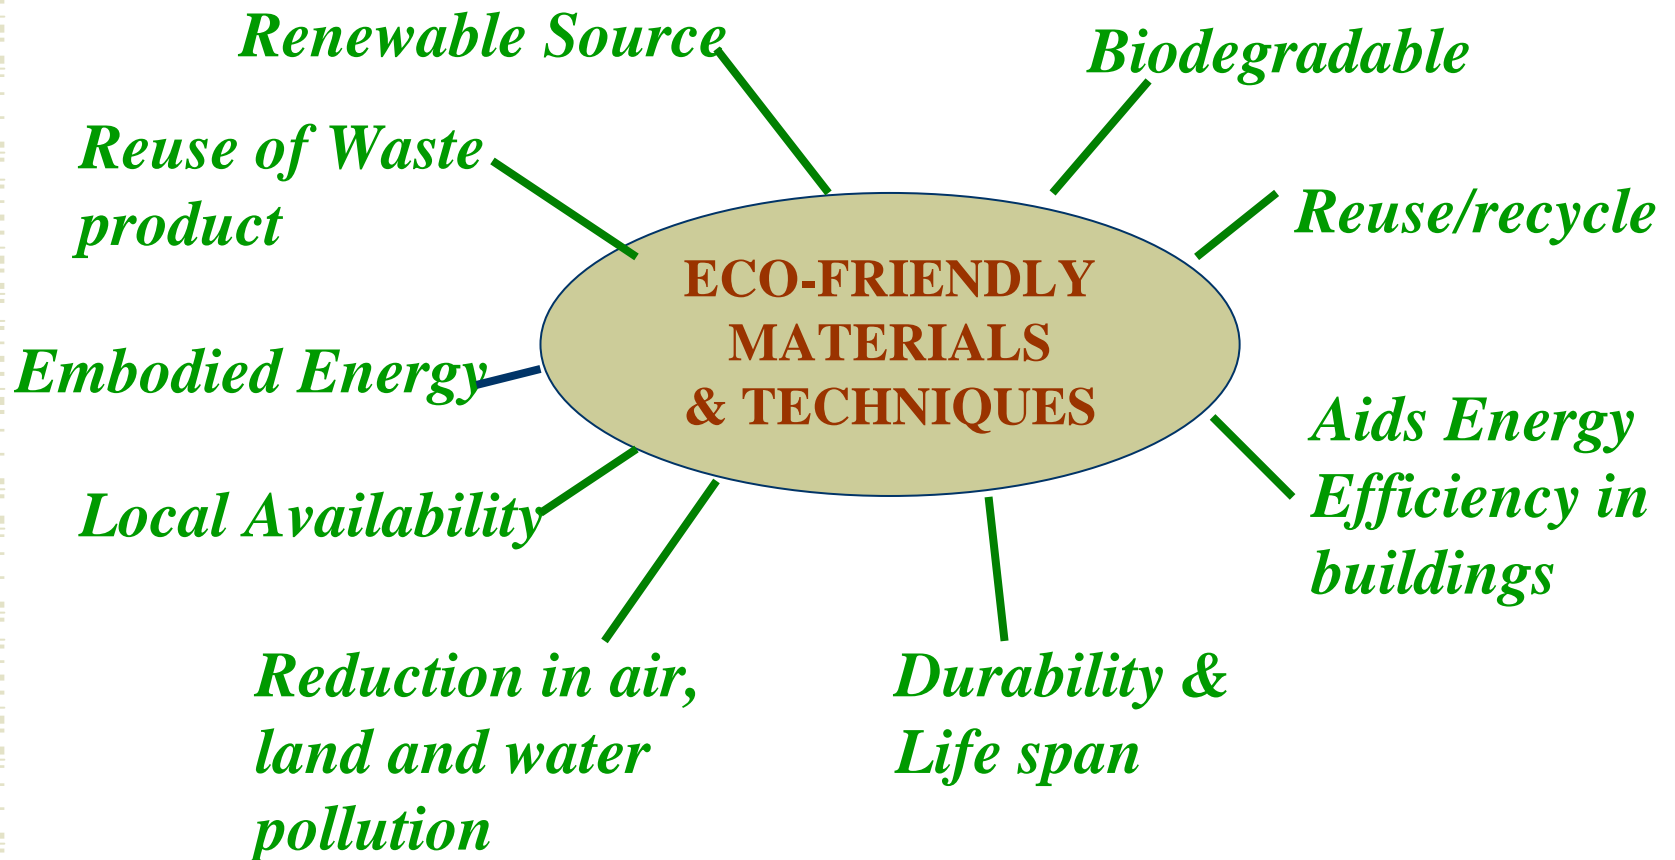 Renewable Source
Biodegradable
Reuse of Waste
product
Reuse/recycle
ECO-FRIENDLY
MATERIALS
& TECHNIQUES
Embodied Energy
Aids Energy
Efficiency in
buildings
Local Availability
Reduction in air,
land and water
pollution
Durability &
Life span